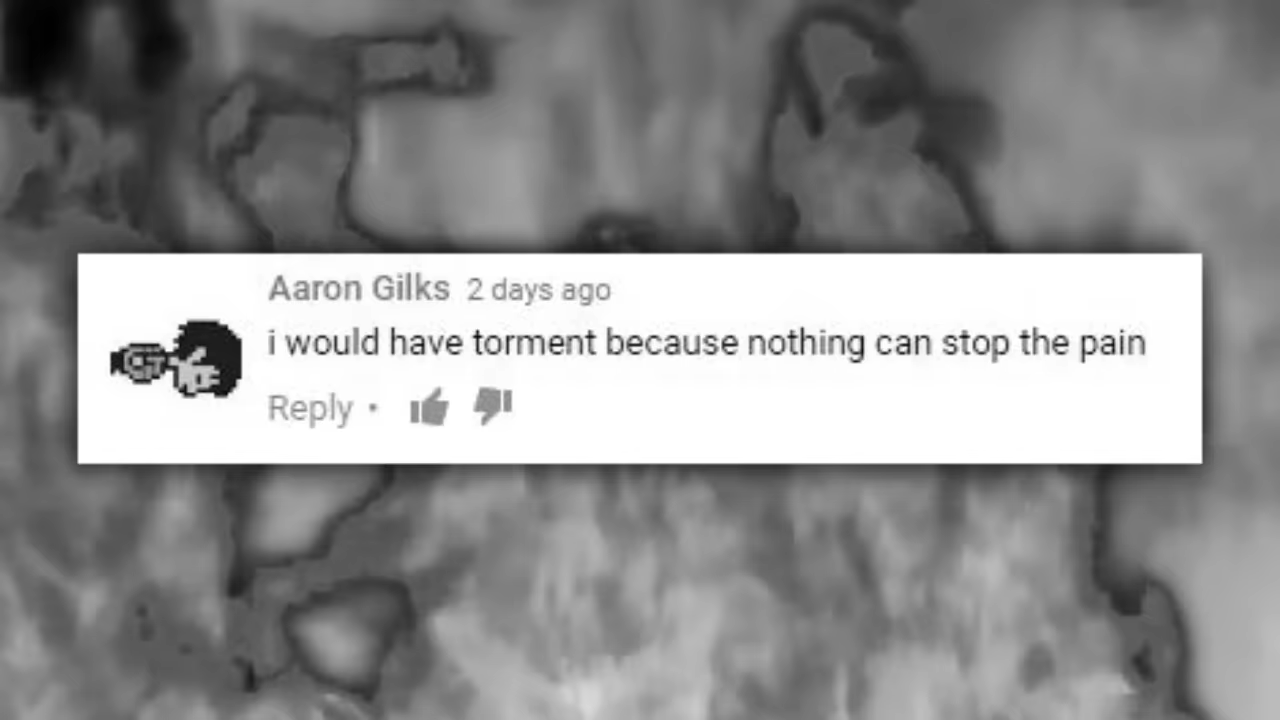 Aaron Gilks 2 days ago
i would have torment because nothing can stop the pain
Reply •